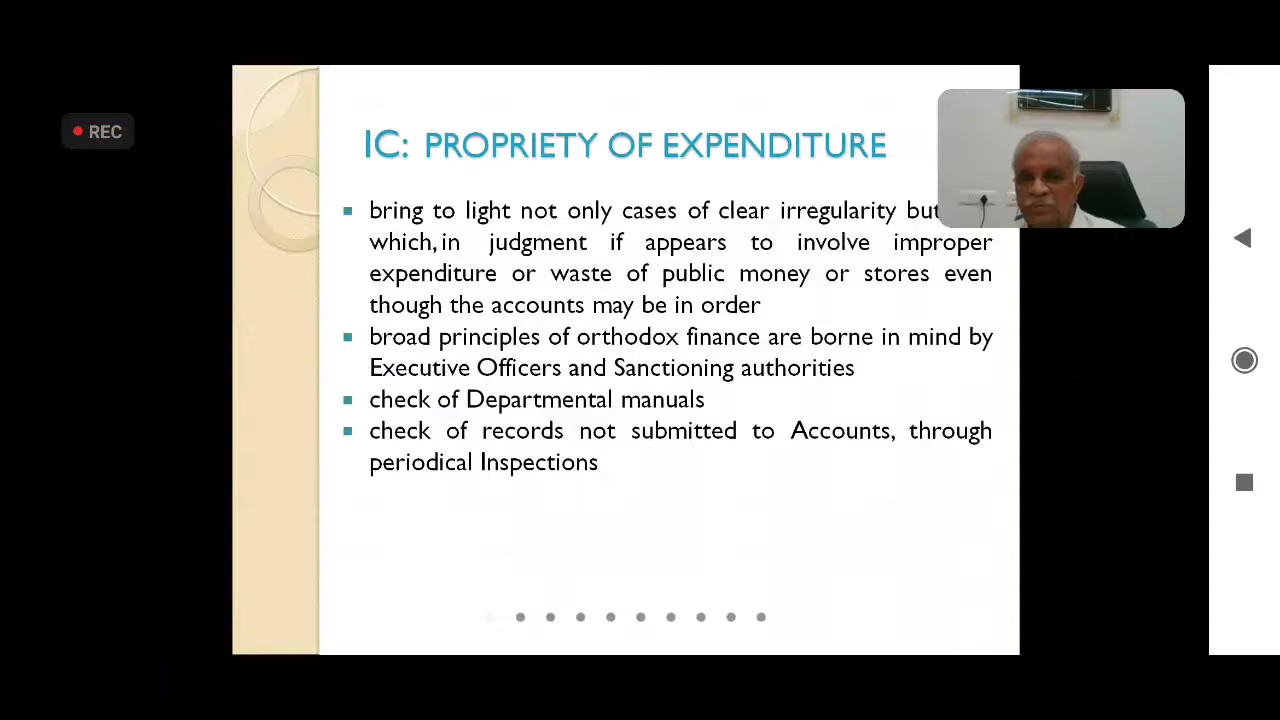 REC
IC: PROPRIETY OF EXPENDITURE
bring to light not only cases of clear irregularity but
which, in judgment if appears to involve improper
expenditure or waste of public money or stores even
though the accounts may be in order
broad principles of orthodox finance are borne in mind by
Executive Officers and Sanctioning authorities
check of Departmental manuals
check of records not submitted to Accounts, through
periodical Inspections